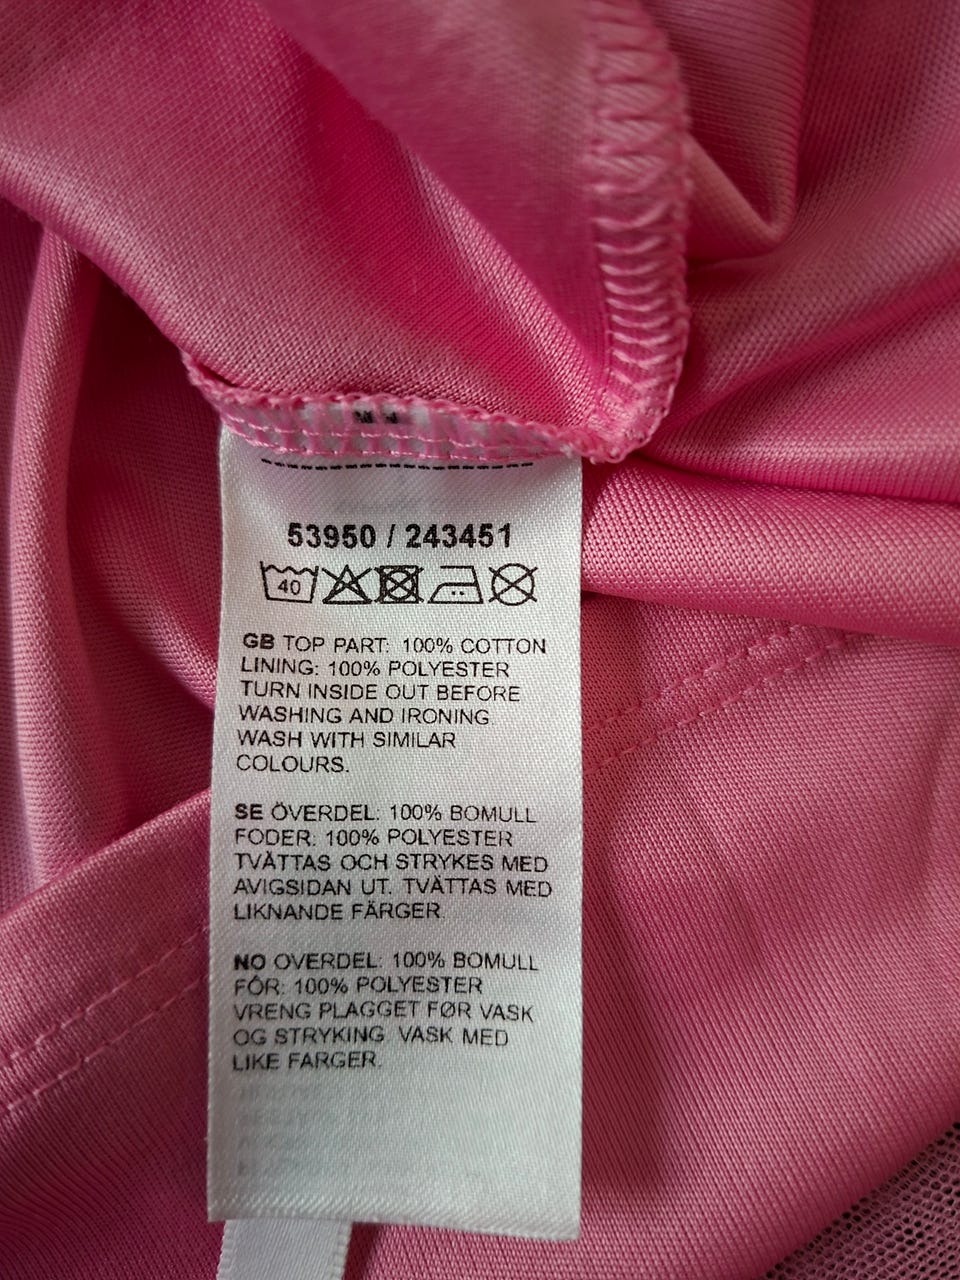 53950 / 243451
40
GB TOP PART: 100% COTTON
LINING: 100% POLYESTER
TURN INSIDE OUT BEFORE
WASHING AND IRONING.
WASH WITH SIMILAR
COLOURS.
SE ÖVERDEL: 100% BOMULL
FODER: 100% POLYESTER
TVÄTTAS OCH STRYKES MED
AVIGSIDAN UT. TVÄTTAS MED
LIKNANDE FÄRGER.
NO OVERDEL: 100% BOMULL
FÔR: 100% POLYESTER
VRENG PLAGGET FØR VASK
OG STRYKING. VASK MED
LIKE FARGER.